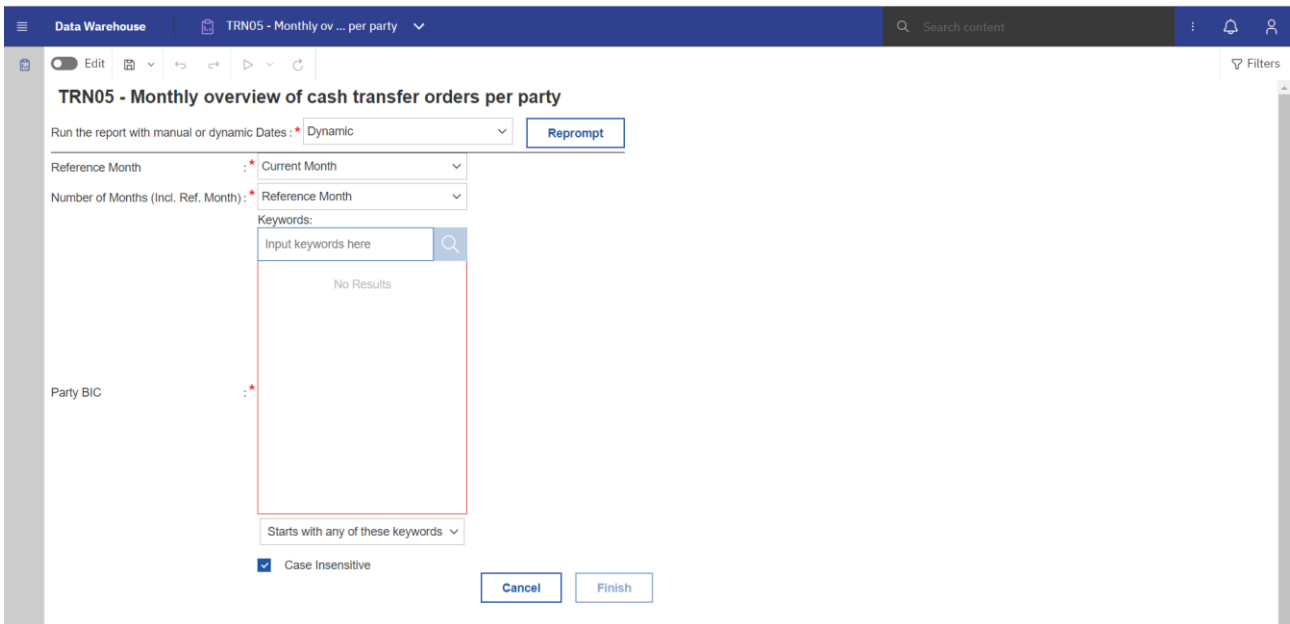 Data Warehouse TRN05 - Monthly ov ... per party Search content
Edit Filters
TRN05 - Monthly overview of cash transfer orders per party
Run the report with manual or dynamic Dates : * Dynamic Reprompt
Reference Month : * Current Month
Number of Months (Incl. Ref. Month) : * Reference Month
Keywords:
Input keywords here
No Results
Party BIC : *
Starts with any of these keywords
Case Insensitive
Cancel Finish